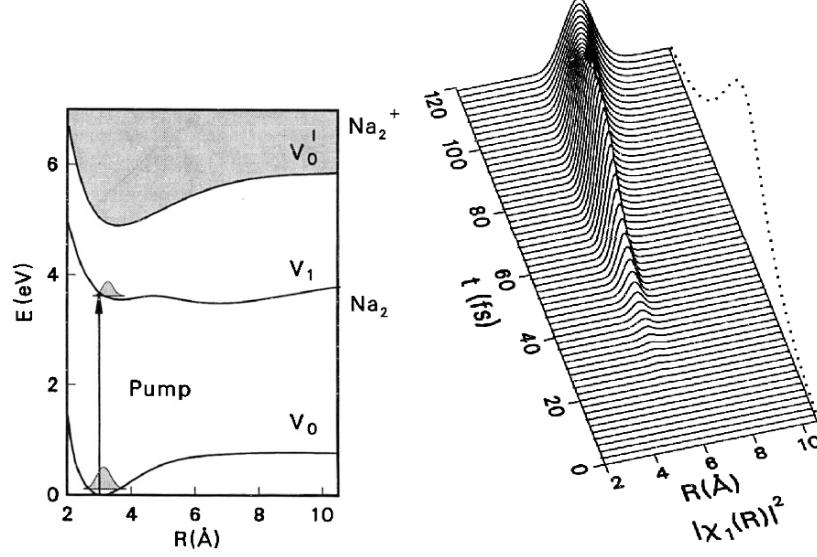 Na₂⁺
V₀ᴵ
6
V₁
4
E(eV)
Na₂
Pump
2
V₀
0
2 4 6 8 10
R(Å)
120
100
80
60
40
20
0
t (fs)
2 4 6 8 10
R(Å)
|χ₁(R)|²